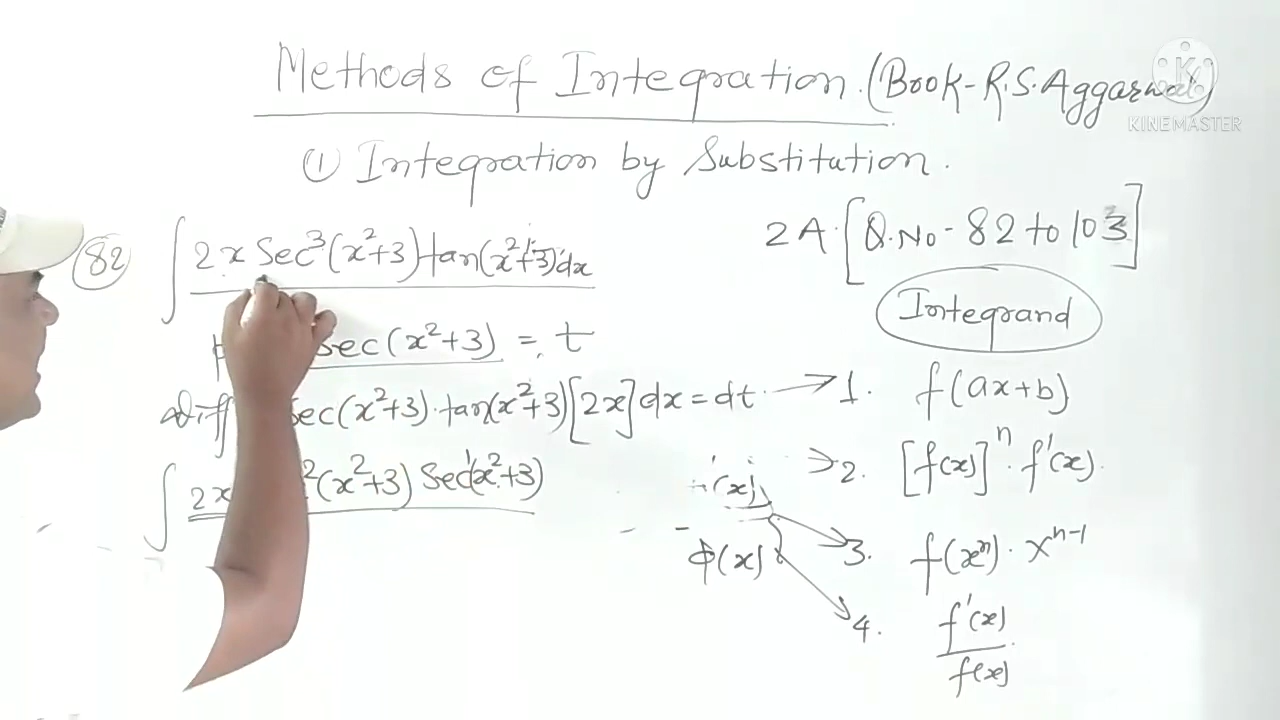 Methods of Integration. (Book-R.S.Aggarwal)
KINEMASTER
① Integration by Substitution.
2A. [Q.No - 82 to 103]
(82) ∫ 2x Sec³(x²+3) tan(x²+3) dx
Integrand
Sec(x²+3) = t
diff Sec(x²+3).tan(x²+3)[2x]dx = dt → 1. f(ax+b)
∫ 2x ²(x²+3) Sec(x²+3)
→ 2. [f(x)]ⁿ. f'(x).
'(x)
ϕ(x)
3. f(xⁿ). xⁿ⁻¹
4. f'(x)
f(x)